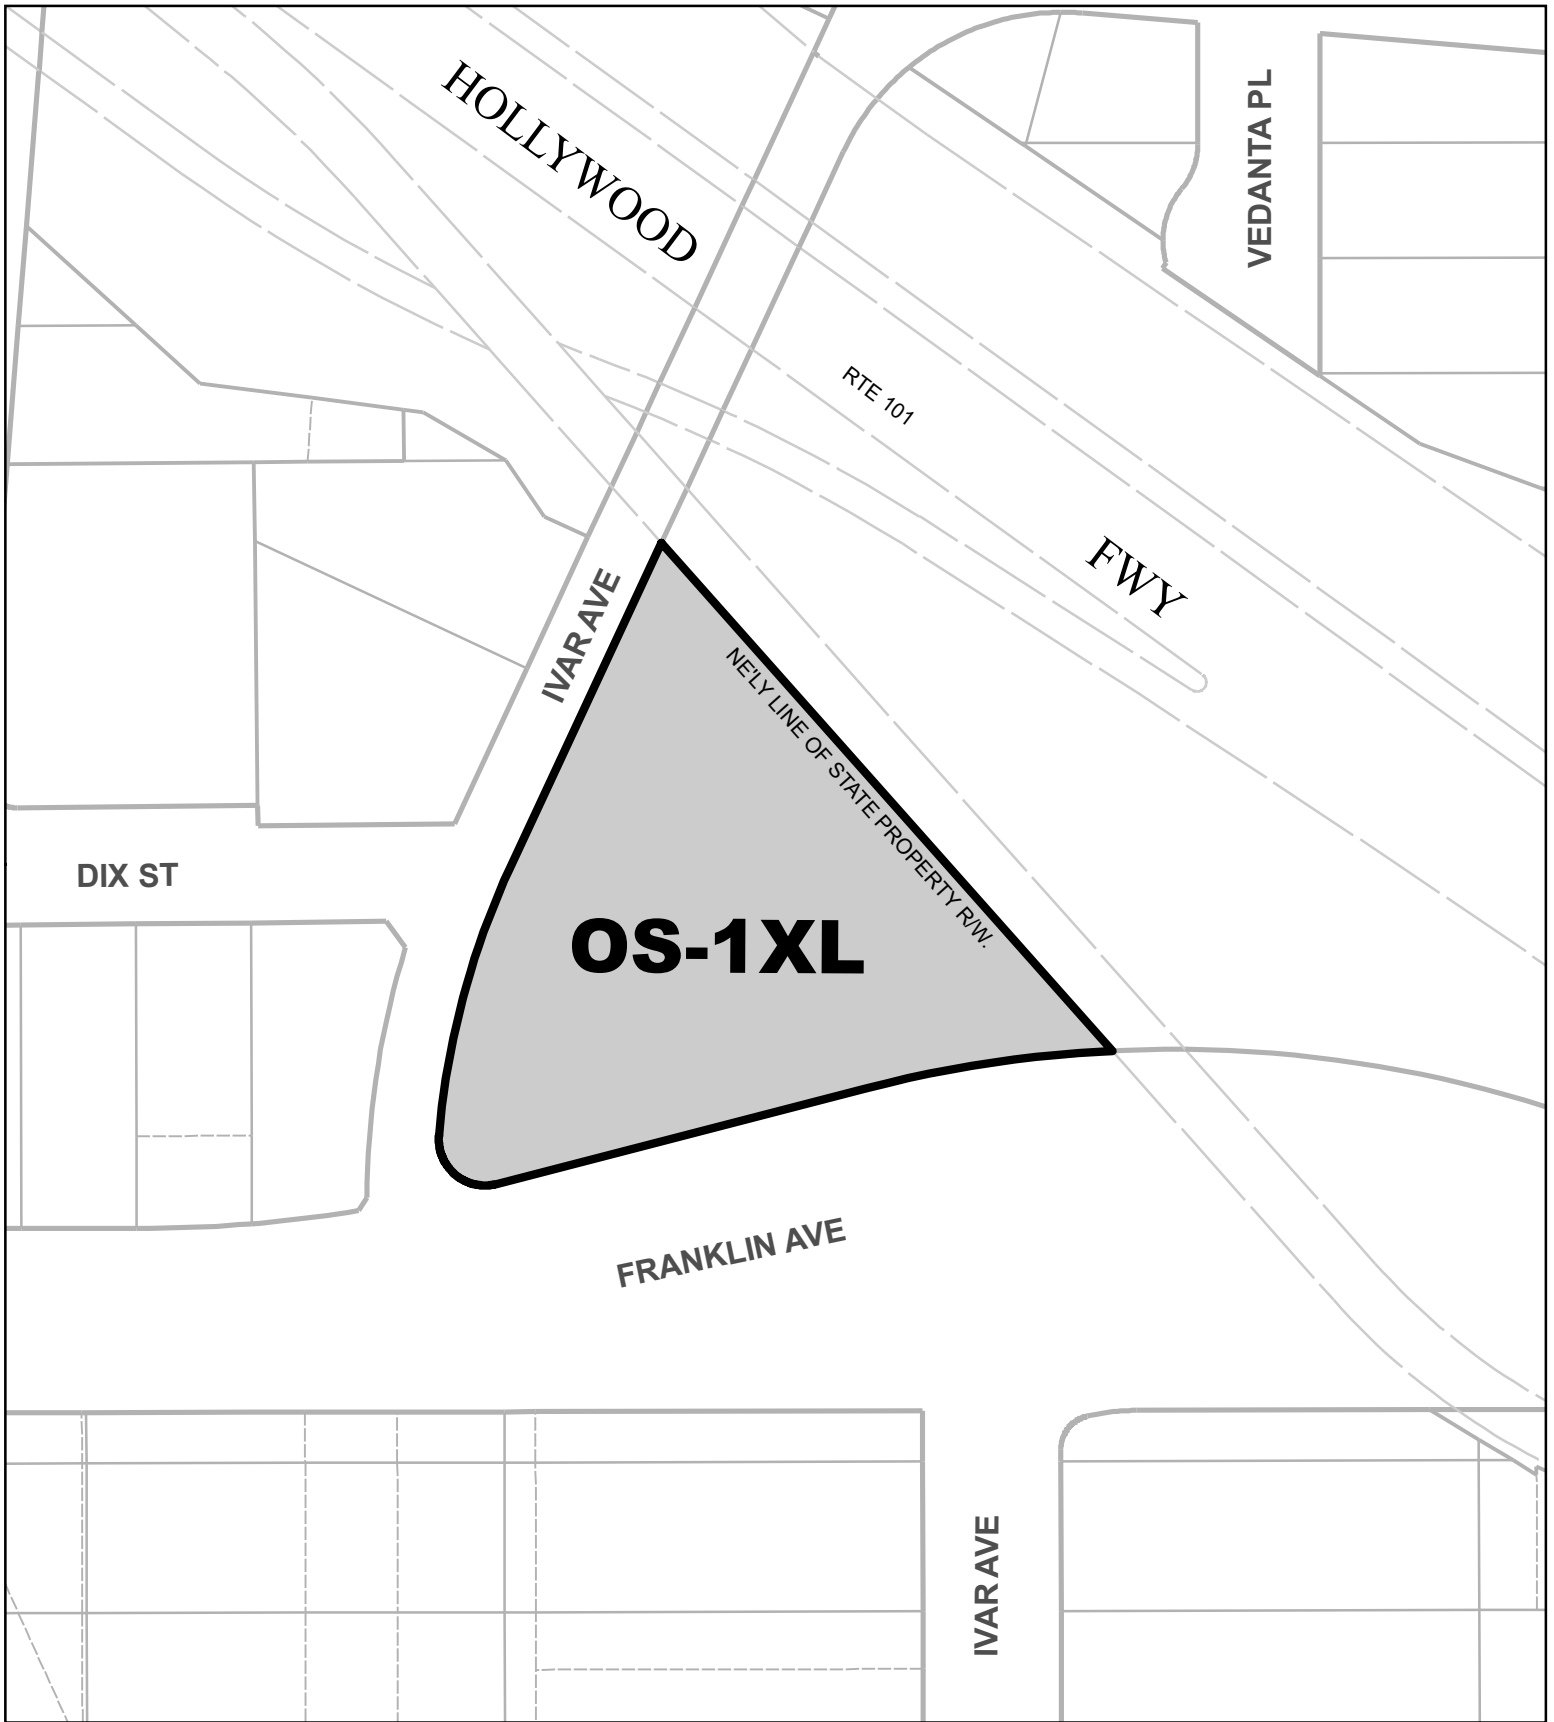 HOLLYWOOD
VEDANTA PL
RTE 101
FWY
IVAR AVE
NE'LY LINE OF STATE PROPERTY R/W.
DIX ST
OS-1XL
FRANKLIN AVE
IVAR AVE